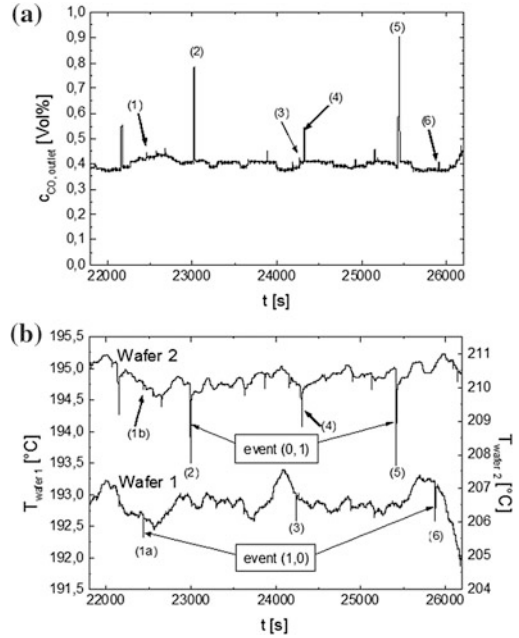 (a)
c_CO, outlet [Vol%]
1,0
0,9
0,8
0,7
0,6
0,5
0,4
0,3
0,2
0,1
0,0
(1)
(2)
(3)
(4)
(5)
(6)
22000 23000 24000 25000 26000
t [s]
(b)
T_wafer 1 [°C]
195,5
195,0
194,5
194,0
193,5
193,0
192,5
192,0
191,5
Wafer 2
(1b)
(4)
event (0,1)
(2)
(5)
Wafer 1
(3)
(1a)
event (1,0)
(6)
211
210
209
208
207
206
205
204
T_wafer 2 [°C]
22000 23000 24000 25000 26000
t [s]